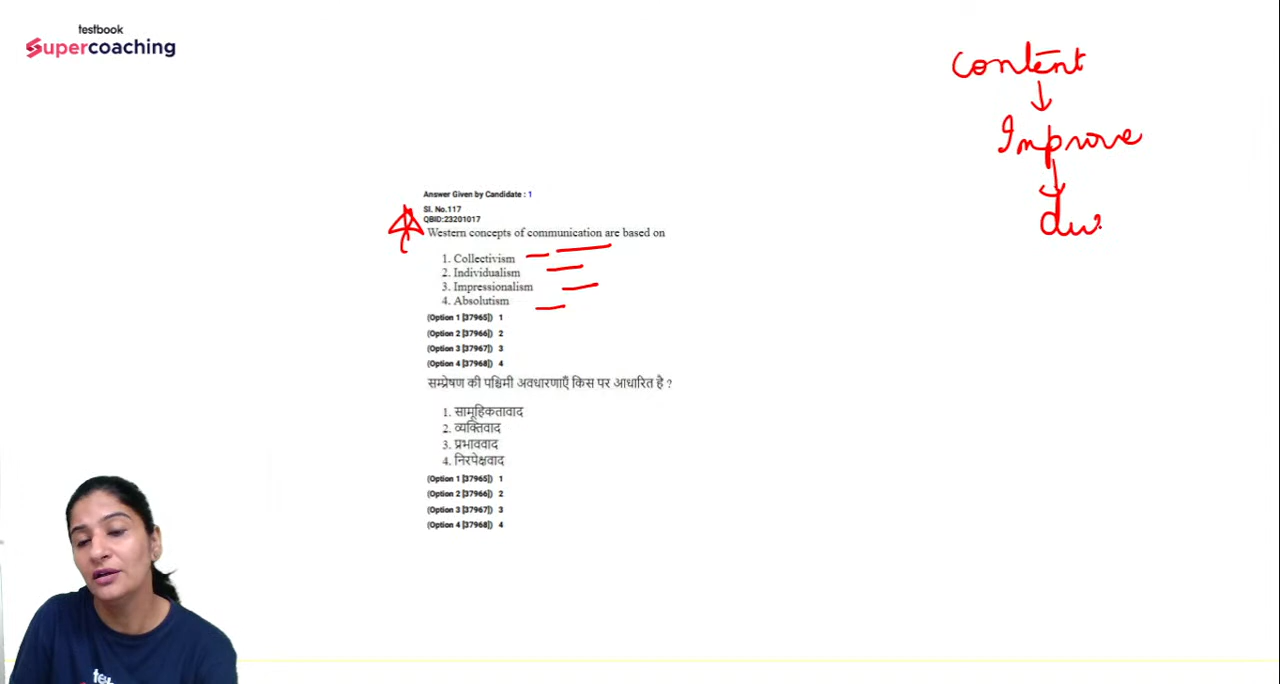 testbook
Supercoaching
content
Improve
Answer Given by Candidate : 1
Sl. No.117
QBID:23201017
Western concepts of communication are based on
1. Collectivism
2. Individualism
3. Impressionalism
4. Absolutism
(Option 1 [37965]) 1
(Option 2 [37966]) 2
(Option 3 [37967]) 3
(Option 4 [37968]) 4
सम्प्रेषण की पश्चिमी अवधारणाएँ किस पर आधारित है ?
1. सामूहिकतावाद
2. व्यक्तिवाद
3. प्रभाववाद
4. निरपेक्षवाद
(Option 1 [37965]) 1
(Option 2 [37966]) 2
(Option 3 [37967]) 3
(Option 4 [37968]) 4